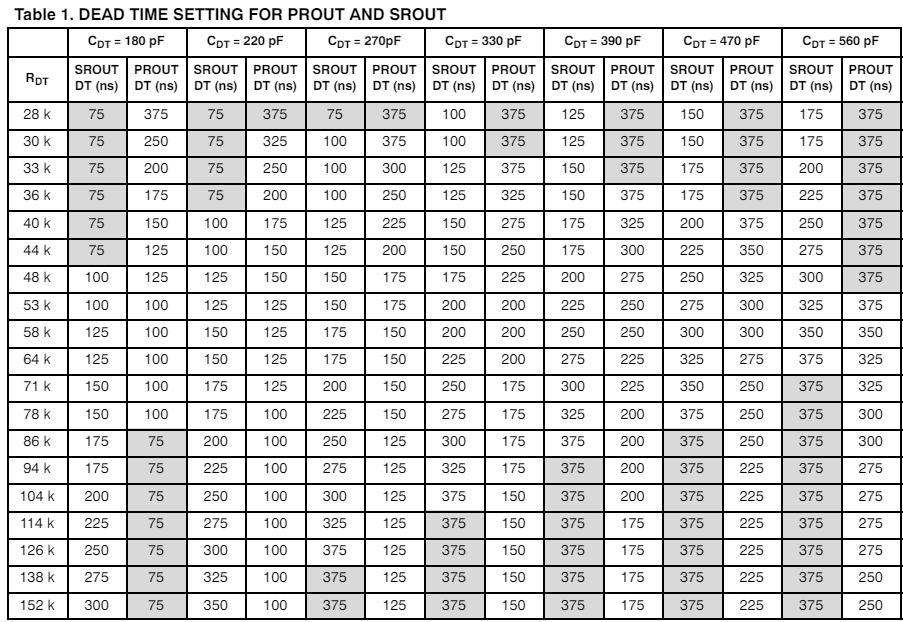 Table 1. DEAD TIME SETTING FOR PROUT AND SROUT
CDT = 180 pF CDT = 220 pF CDT = 270pF CDT = 330 pF CDT = 390 pF CDT = 470 pF CDT = 560 pF
RDT SROUT DT (ns) PROUT DT (ns) SROUT DT (ns) PROUT DT (ns) SROUT DT (ns) PROUT DT (ns) SROUT DT (ns) PROUT DT (ns) SROUT DT (ns) PROUT DT (ns) SROUT DT (ns) PROUT DT (ns) SROUT DT (ns) PROUT DT (ns)
28 k 75 375 75 375 75 375 100 375 125 375 150 375 175 375
30 k 75 250 75 325 100 375 100 375 125 375 150 375 175 375
33 k 75 200 75 250 100 300 125 375 150 375 175 375 200 375
36 k 75 175 75 200 100 250 125 325 150 375 175 375 225 375
40 k 75 150 100 175 125 225 150 275 175 325 200 375 250 375
44 k 75 125 100 150 125 200 150 250 175 300 225 350 275 375
48 k 100 125 125 150 150 175 175 225 200 275 250 325 300 375
53 k 100 100 125 125 150 175 200 200 225 250 275 300 325 375
58 k 125 100 150 125 175 150 200 200 250 250 300 300 350 350
64 k 125 100 150 125 175 150 225 200 275 225 325 275 375 325
71 k 150 100 175 125 200 150 250 175 300 225 350 250 375 325
78 k 150 100 175 100 225 150 275 175 325 200 375 250 375 300
86 k 175 75 200 100 250 125 300 175 375 200 375 250 375 300
94 k 175 75 225 100 275 125 325 175 375 200 375 225 375 275
104 k 200 75 250 100 300 125 375 150 375 200 375 225 375 275
114 k 225 75 275 100 325 125 375 150 375 175 375 225 375 275
126 k 250 75 300 100 375 125 375 150 375 175 375 225 375 275
138 k 275 75 325 100 375 125 375 150 375 175 375 225 375 250
152 k 300 75 350 100 375 125 375 150 375 175 375 225 375 250